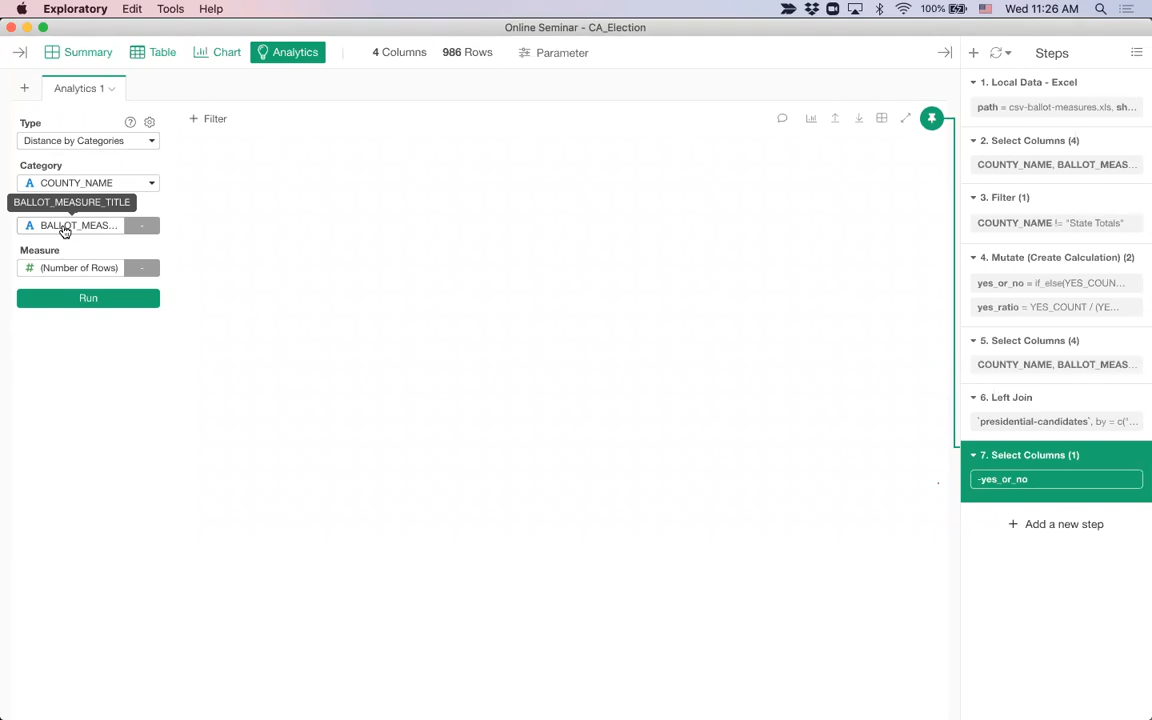 Exploratory Edit Tools Help 100% Wed 11:26 AM
Online Seminar - CA_Election
Summary Table Chart Analytics 4 Columns 986 Rows Parameter Steps
Analytics 1
Type
Distance by Categories
Category
COUNTY_NAME
BALLOT_MEASURE_TITLE
BALLOT_MEAS... -
Measure
(Number of Rows) -
Run
+ Filter
1. Local Data - Excel
path = csv-ballot-measures.xls, sh...
2. Select Columns (4)
COUNTY_NAME, BALLOT_MEAS...
3. Filter (1)
COUNTY_NAME != "State Totals"
4. Mutate (Create Calculation) (2)
yes_or_no = if_else(YES_COUN...
yes_ratio = YES_COUNT / (YE...
5. Select Columns (4)
COUNTY_NAME, BALLOT_MEAS...
6. Left Join
`presidential-candidates`, by = c('...
7. Select Columns (1)
-yes_or_no
+ Add a new step